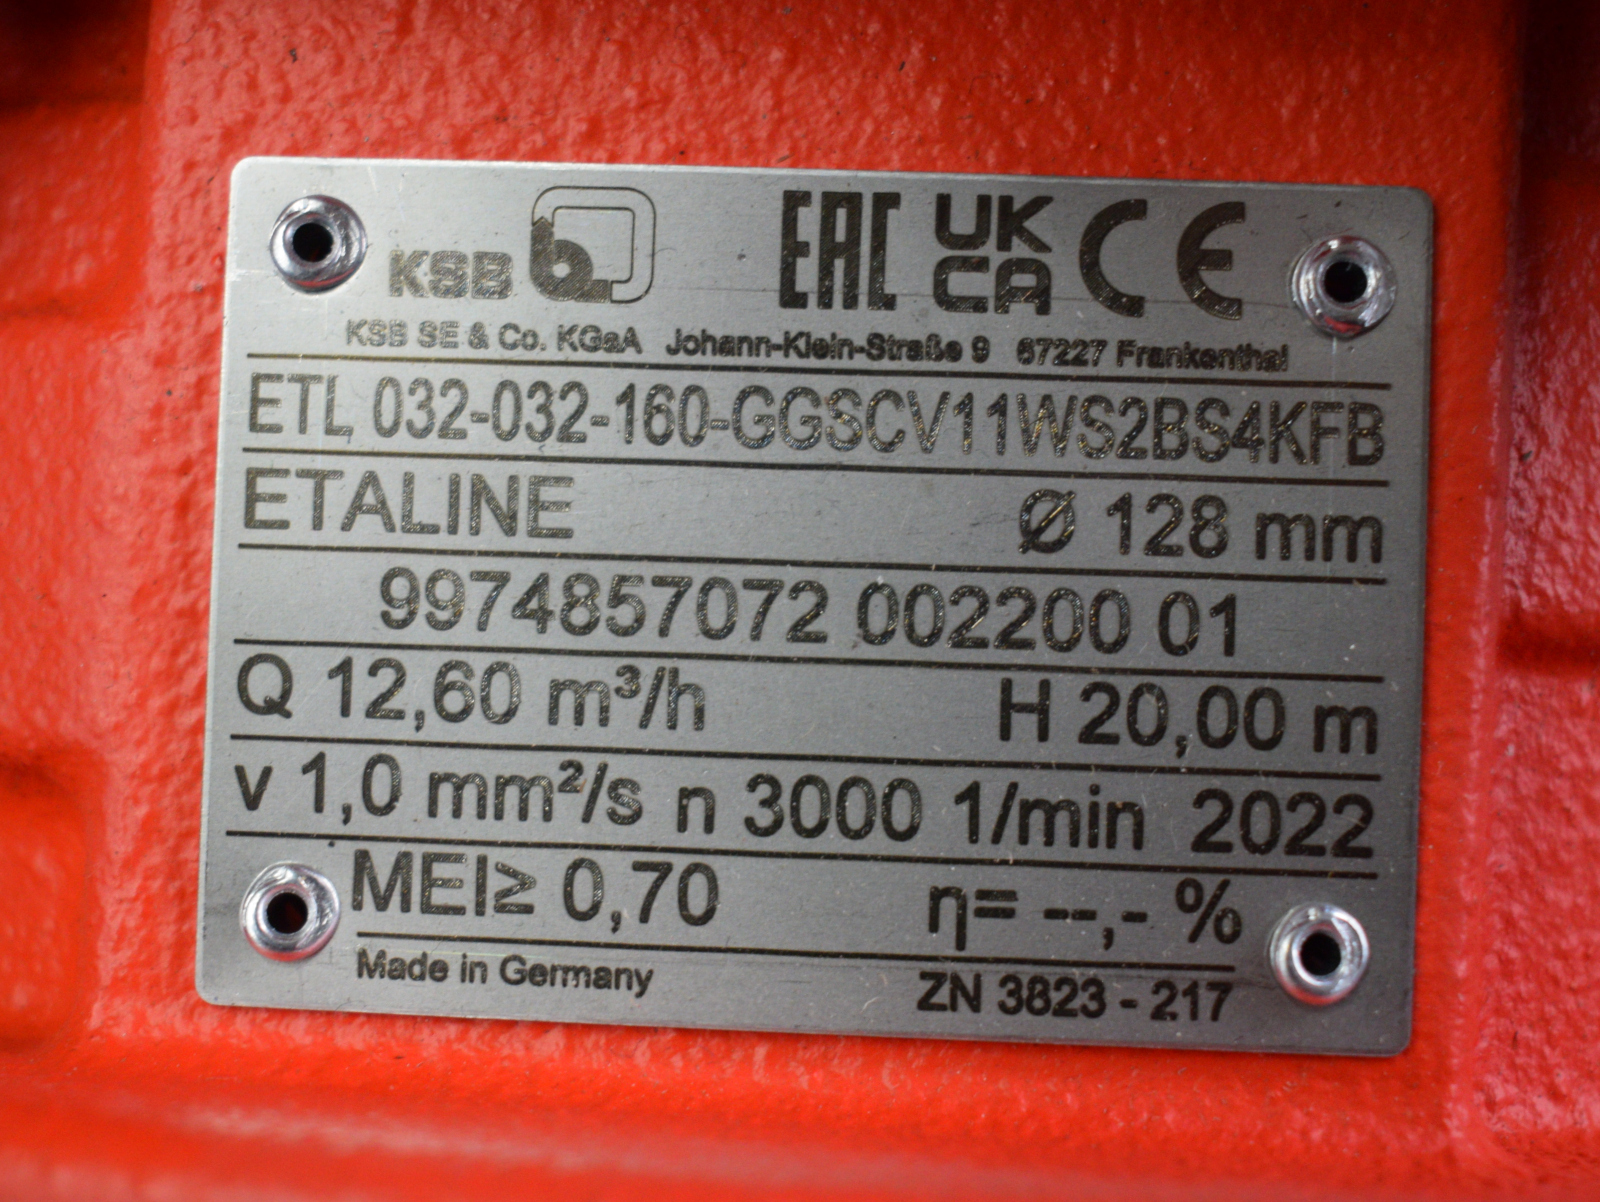 KSB EAC UK CA CE
KSB SE & Co. KGaA Johann-Klein-Straße 9 67227 Frankenthal
ETL 032-032-160-GGSCV11WS2BS4KFB
ETALINE Ø 128 mm
9974857072 002200 01
Q 12,60 m³/h H 20,00 m
v 1,0 mm²/s n 3000 1/min 2022
MEI≥ 0,70 η= --,- %
Made in Germany ZN 3823 - 217